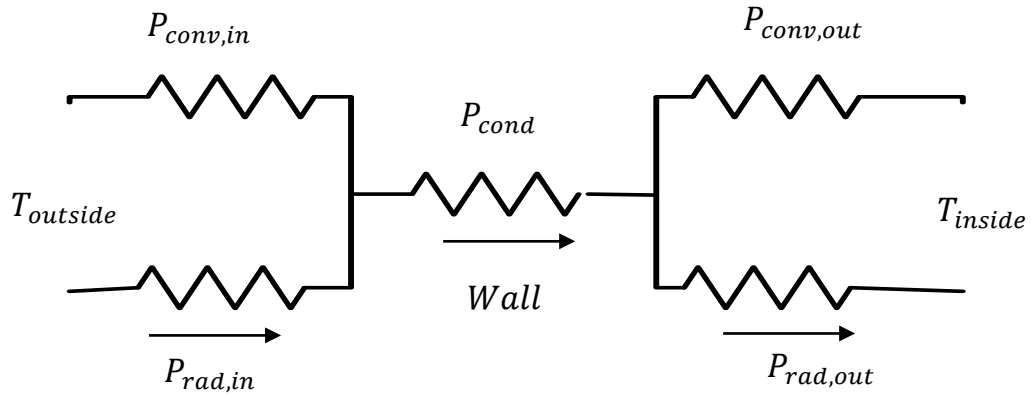 P_{conv,in}
P_{conv,out}
P_{cond}
T_{outside}
T_{inside}
Wall
P_{rad,in}
P_{rad,out}